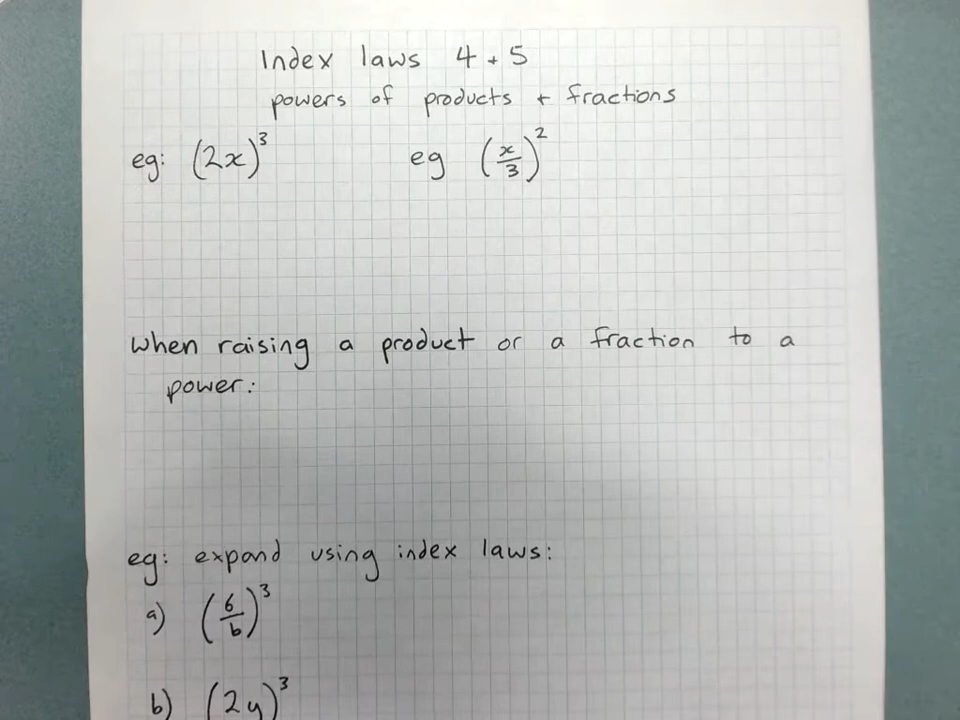 Index laws 4 + 5
powers of products + fractions
eg: (2x)³ eg (x/3)²
When raising a product or a fraction to a
power:
eg: expand using index laws:
a) (6/b)³
b) (2y)³